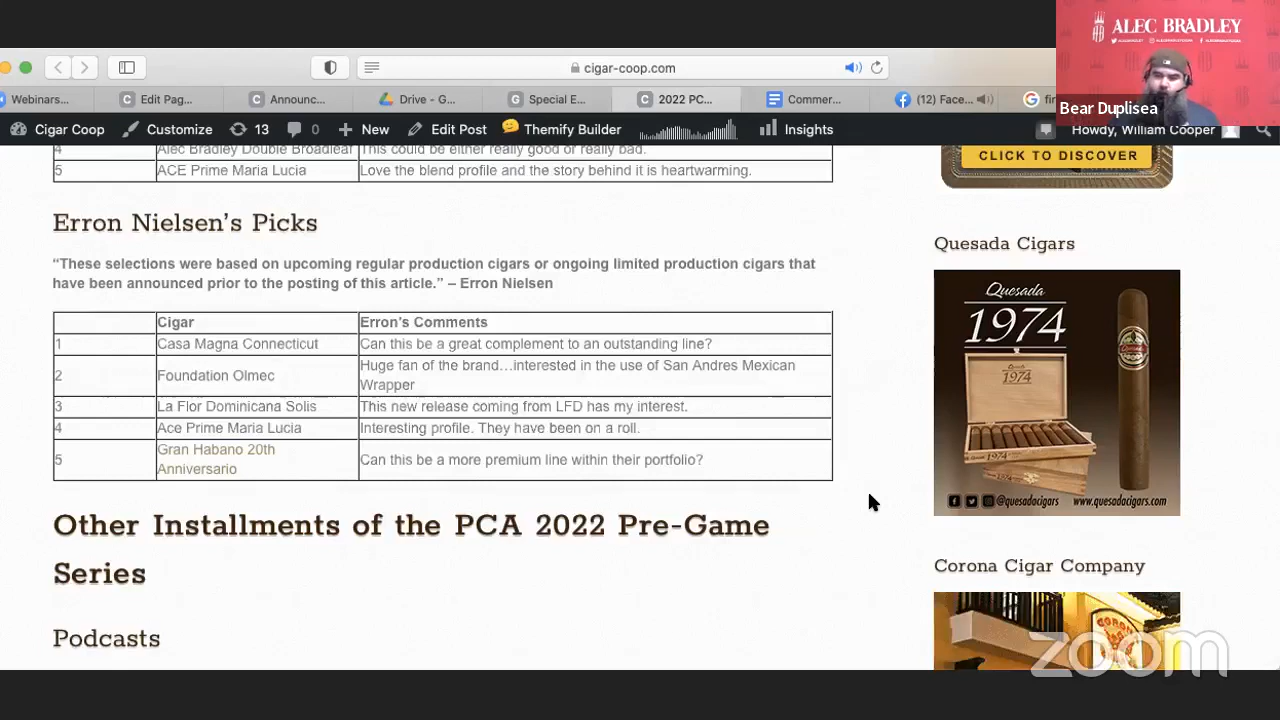 ALEC BRADLEY
Bear Duplisea
cigar-coop.com
Webinars...
Edit Pag...
Announc...
Drive – G...
Special E...
2022 PC...
Commer...
(12) Face...
Cigar Coop
Customize
13
0
New
Edit Post
Themify Builder
Insights
Howdy, William Cooper
4 Alec Bradley Double Broadleaf This could be either really good or really bad.
5 ACE Prime Maria Lucia Love the blend profile and the story behind it is heartwarming.
CLICK TO DISCOVER
Erron Nielsen's Picks
“These selections were based on upcoming regular production cigars or ongoing limited production cigars that
have been announced prior to the posting of this article.” – Erron Nielsen
Cigar Erron's Comments
1 Casa Magna Connecticut Can this be a great complement to an outstanding line?
2 Foundation Olmec Huge fan of the brand…interested in the use of San Andres Mexican
Wrapper
3 La Flor Dominicana Solis This new release coming from LFD has my interest.
4 Ace Prime Maria Lucia Interesting profile. They have been on a roll.
5 Gran Habano 20th
Anniversario Can this be a more premium line within their portfolio?
Other Installments of the PCA 2022 Pre-Game
Series
Podcasts
Quesada Cigars
Quesada
1974
1974
1974
@quesadacigars www.quesadacigars.com
Corona Cigar Company
CORONA
zoom